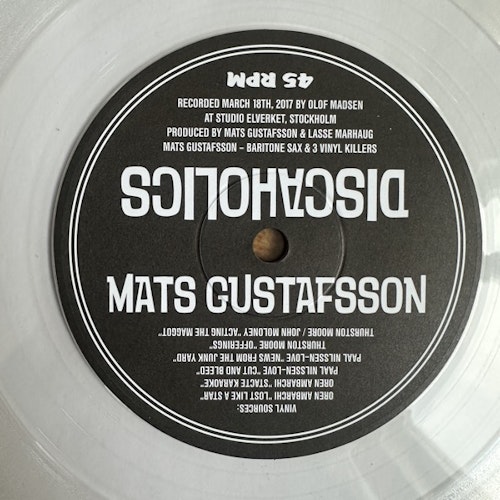 45 RPM
RECORDED MARCH 18TH, 2017 BY OLOF MADSEN
AT STUDIO ELVERKET, STOCKHOLM
PRODUCED BY MATS GUSTAFSSON & LASSE MARHAUG
MATS GUSTAFSSON – BARITONE SAX & 3 VINYL KILLERS
DISCAHOLICS
MATS GUSTAFSSON
VINYL SOURCES:
OREN AMBARCHI "LOST LIKE A STAR"
OREN AMBARCHI "STACTE KARAOKE"
PAAL NILSSEN-LOVE "CUT AND BLEED"
PAAL NILSSEN-LOVE "NEWS FROM THE JUNK YARD"
THURSTON MOORE "OFFERINGS"
THURSTON MOORE / JOHN MOLONEY "ACTING THE MAGGOT"